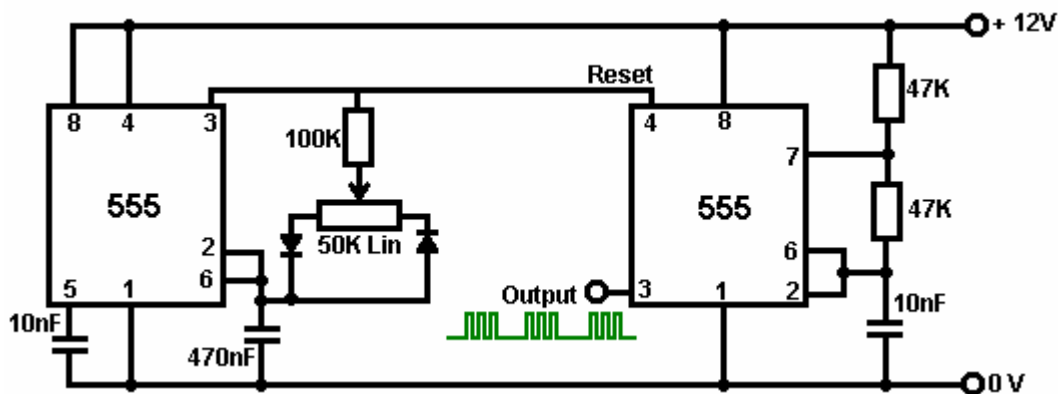 + 12V
Reset
47K
8 4 3
4 8
100K
7
555
555
50K Lin
47K
2
6
6
5 1
Output
3 1 2
10nF
10nF
470nF
0 V